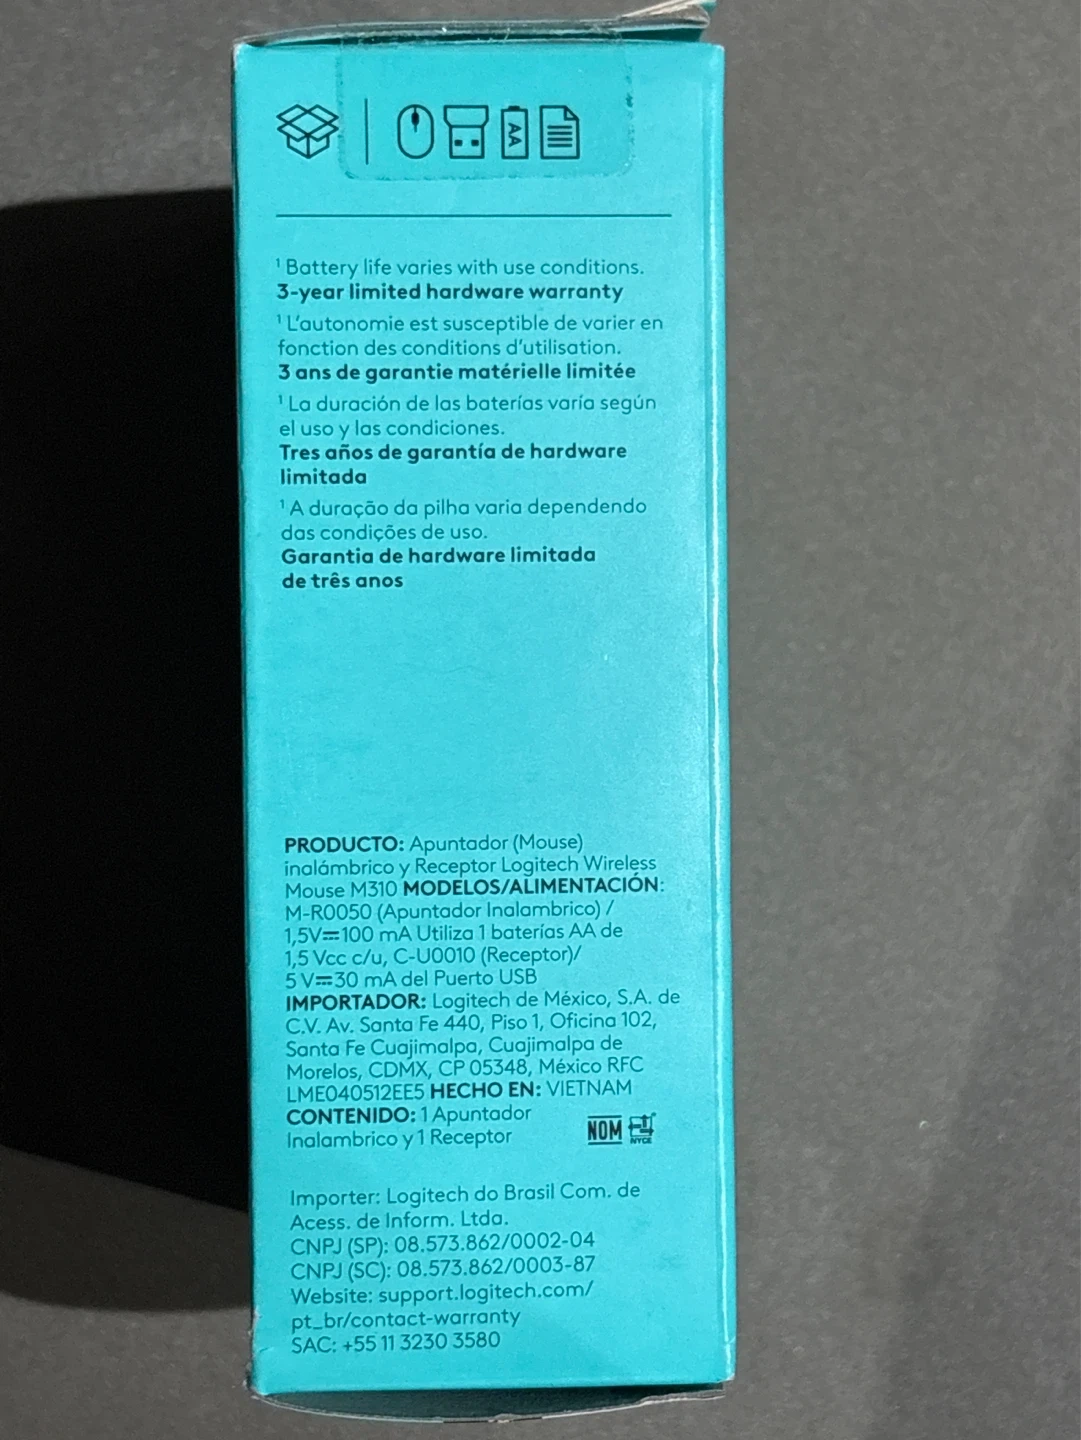 AA
¹ Battery life varies with use conditions.
3-year limited hardware warranty
¹ L'autonomie est susceptible de varier en
fonction des conditions d'utilisation.
3 ans de garantie matérielle limitée
¹ La duración de las baterías varía según
el uso y las condiciones.
Tres años de garantía de hardware
limitada
¹ A duração da pilha varia dependendo
das condições de uso.
Garantia de hardware limitada
de três anos
PRODUCTO: Apuntador (Mouse)
inalámbrico y Receptor Logitech Wireless
Mouse M310 MODELOS/ALIMENTACIÓN:
M-R0050 (Apuntador Inalambrico) /
1,5V⎓100 mA Utiliza 1 baterías AA de
1,5 Vcc c/u, C-U0010 (Receptor)/
5 V⎓30 mA del Puerto USB
IMPORTADOR: Logitech de México, S.A. de
C.V. Av. Santa Fe 440, Piso 1, Oficina 102,
Santa Fe Cuajimalpa, Cuajimalpa de
Morelos, CDMX, CP 05348, México RFC
LME040512EE5 HECHO EN: VIETNAM
CONTENIDO: 1 Apuntador
Inalambrico y 1 Receptor
NOM NYCE
Importer: Logitech do Brasil Com. de
Acess. de Inform. Ltda.
CNPJ (SP): 08.573.862/0002-04
CNPJ (SC): 08.573.862/0003-87
Website: support.logitech.com/
pt_br/contact-warranty
SAC: +55 11 3230 3580